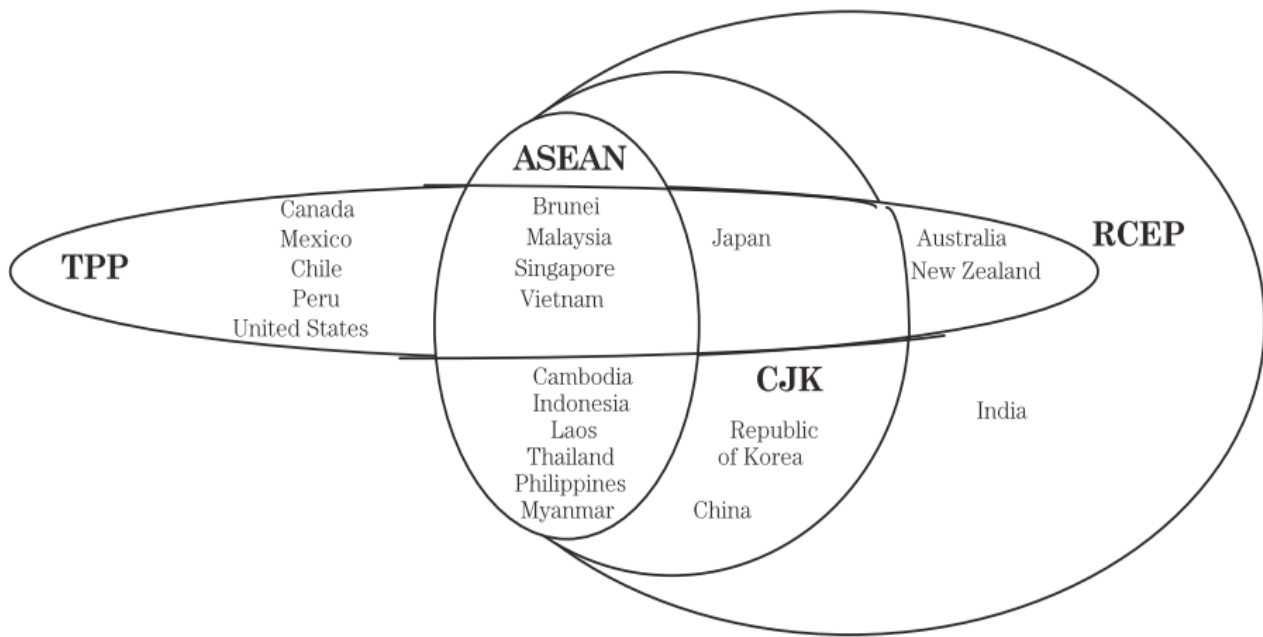 ASEAN
TPP
Canada
Mexico
Chile
Peru
United States
Brunei
Malaysia
Singapore
Vietnam
Japan
Australia
New Zealand
RCEP
Cambodia
Indonesia
Laos
Thailand
Philippines
Myanmar
CJK
Republic
of Korea
China
India